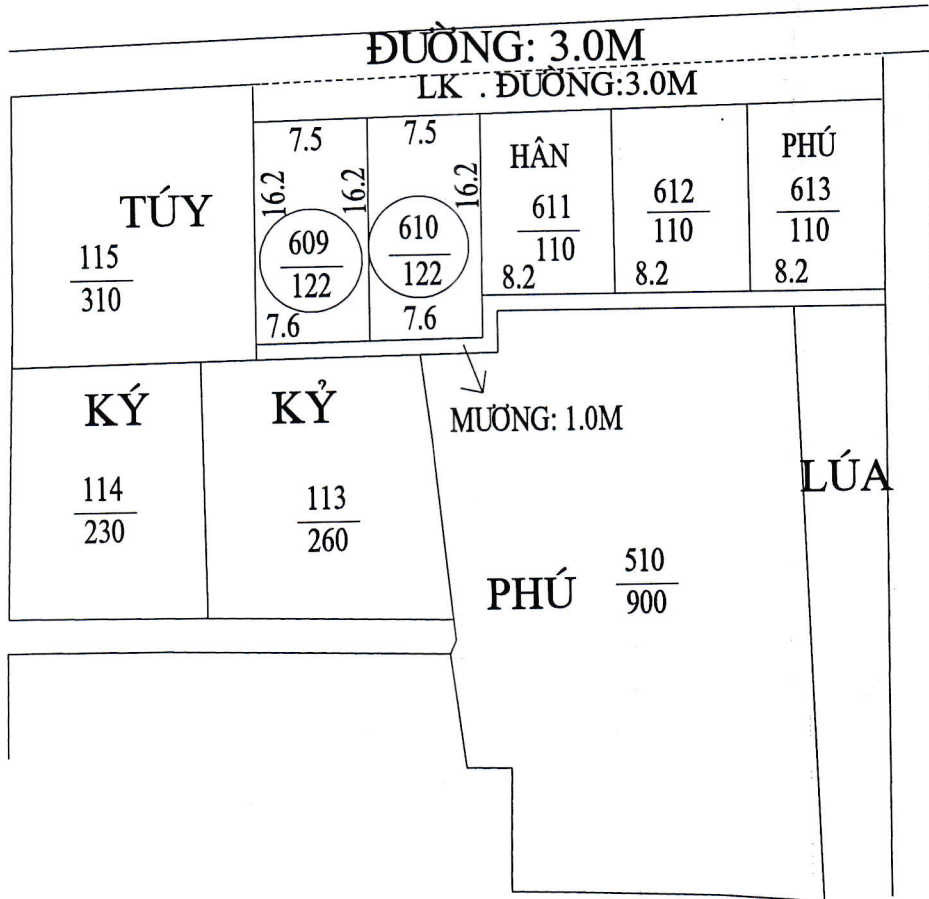 ĐƯỜNG: 3.0M
LK . ĐƯỜNG:3.0M
TÚY
115
310
7.5
16.2
16.2
609
122
7.6
7.5
16.2
610
122
7.6
HÂN
611
110
8.2
612
110
8.2
PHÚ
613
110
8.2
KÝ
114
230
KỶ
113
260
MƯƠNG: 1.0M
PHÚ
510
900
LÚA